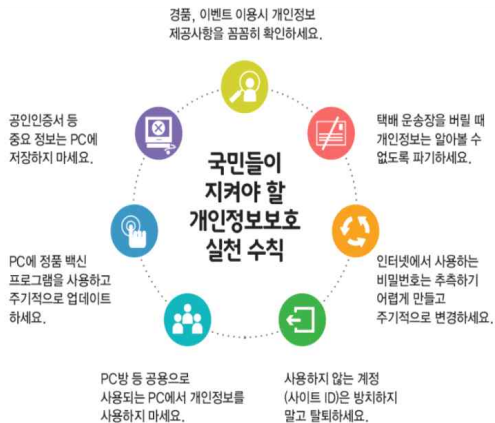 경품, 이벤트 이용시 개인정보
제공사항을 꼼꼼히 확인하세요.
택배 운송장을 버릴 때
개인정보는 알아볼 수
없도록 파기하세요.
인터넷에서 사용하는
비밀번호는 추측하기
어렵게 만들고
주기적으로 변경하세요.
사용하지 않는 계정
(사이트 ID)은 방치하지
말고 탈퇴하세요.
PC방 등 공용으로
사용되는 PC에서 개인정보를
사용하지 마세요.
PC에 정품 백신
프로그램을 사용하고
주기적으로 업데이트
하세요.
공인인증서 등
중요 정보는 PC에
저장하지 마세요.
국민들이
지켜야 할
개인정보보호
실천 수칙